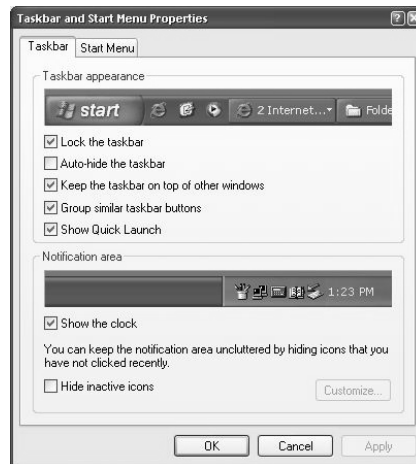 Taskbar and Start Menu Properties
Taskbar
Start Menu
Taskbar appearance
start
2 Internet...
Folde
Lock the taskbar
Auto-hide the taskbar
Keep the taskbar on top of other windows
Group similar taskbar buttons
Show Quick Launch
Notification area
1:23 PM
Show the clock
You can keep the notification area uncluttered by hiding icons that you
have not clicked recently.
Hide inactive icons
Customize...
OK
Cancel
Apply